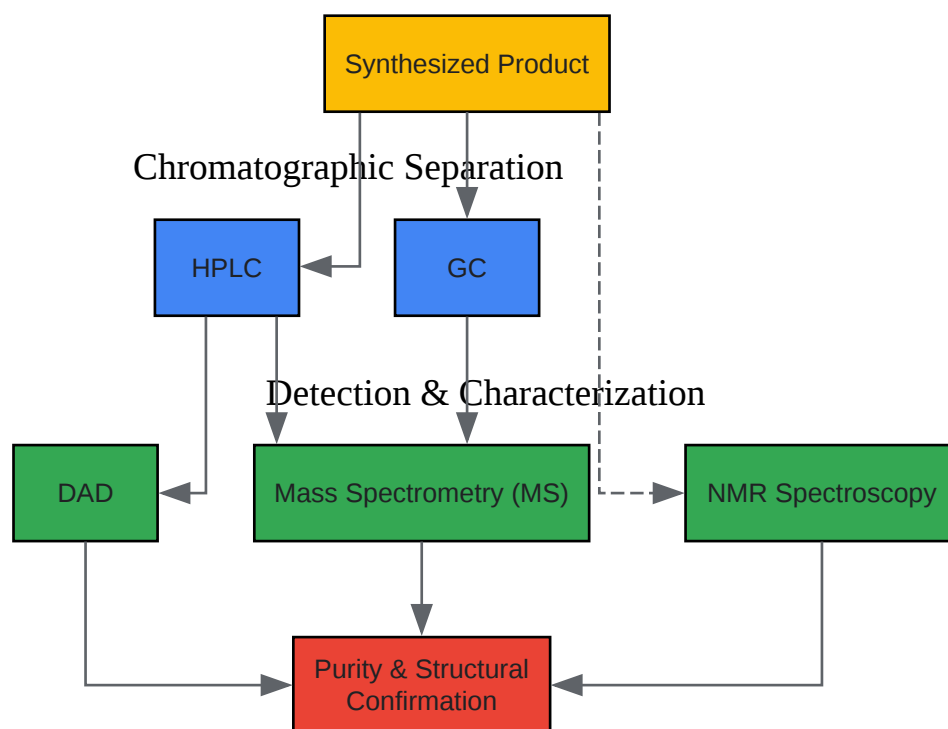 Synthesized Product
Chromatographic Separation
HPLC
GC
Detection & Characterization
DAD
Mass Spectrometry (MS)
NMR Spectroscopy
Purity & Structural
Confirmation